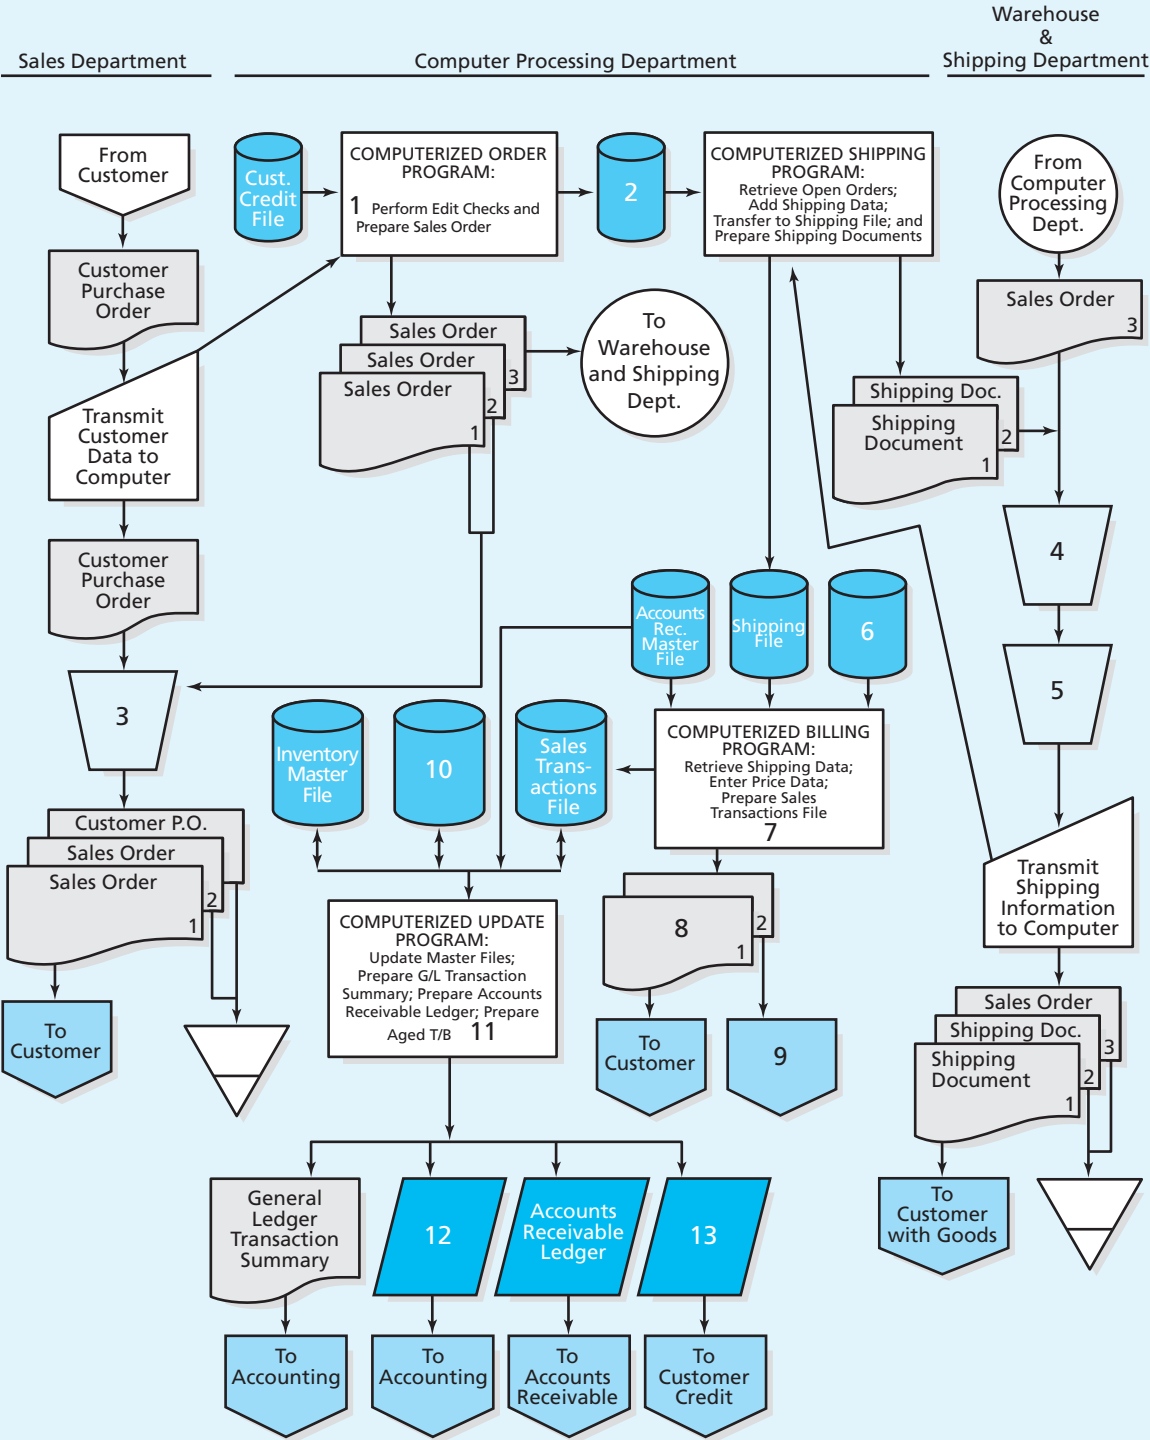 Warehouse
&
Shipping Department
Sales Department
Computer Processing Department
From
Customer
Cust.
Credit
File
COMPUTERIZED ORDER
PROGRAM:
1 Perform Edit Checks and
Prepare Sales Order
2
COMPUTERIZED SHIPPING
PROGRAM:
Retrieve Open Orders;
Add Shipping Data;
Transfer to Shipping File; and
Prepare Shipping Documents
From
Computer
Processing
Dept.
Customer
Purchase
Order
Sales Order
3
Sales Order
3
Sales Order
2
Sales Order
1
To
Warehouse
and Shipping
Dept.
Shipping Doc.
2
Shipping
Document
1
Transmit
Customer
Data to
Computer
4
Customer
Purchase
Order
Accounts
Rec.
Master
File
Shipping
File
6
5
3
Inventory
Master
File
10
Sales
Trans-
actions
File
COMPUTERIZED BILLING
PROGRAM:
Retrieve Shipping Data;
Enter Price Data;
Prepare Sales
Transactions File
7
Customer P.O.
Sales Order
2
Sales Order
1
Transmit
Shipping
Information
to Computer
COMPUTERIZED UPDATE
PROGRAM:
Update Master Files;
Prepare G/L Transaction
Summary; Prepare Accounts
Receivable Ledger; Prepare
Aged T/B 11
2
8
1
To
Customer
To
Customer
9
Sales Order
3
Shipping Doc.
2
Shipping
Document
1
General
Ledger
Transaction
Summary
12
Accounts
Receivable
Ledger
13
To
Customer
with Goods
To
Accounting
To
Accounting
To
Accounts
Receivable
To
Customer
Credit